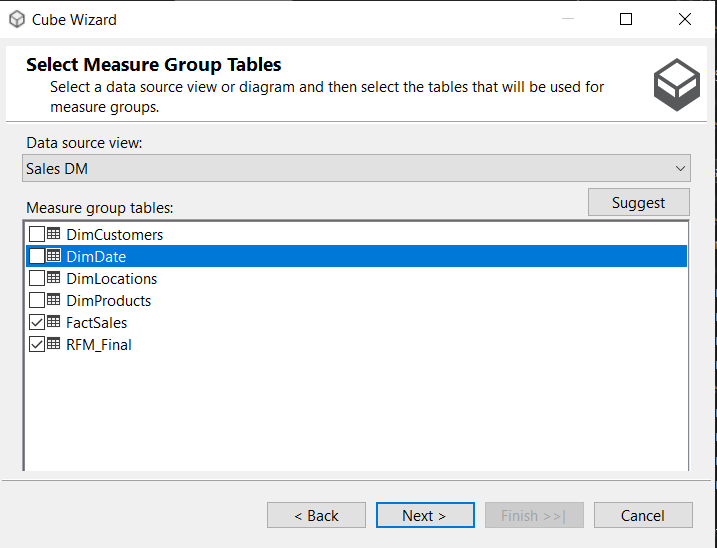 Cube Wizard
Select Measure Group Tables
Select a data source view or diagram and then select the tables that will be used for
measure groups.
Data source view:
Sales DM
Measure group tables:
Suggest
DimCustomers
DimDate
DimLocations
DimProducts
FactSales
RFM_Final
< Back
Next >
Finish >>|
Cancel